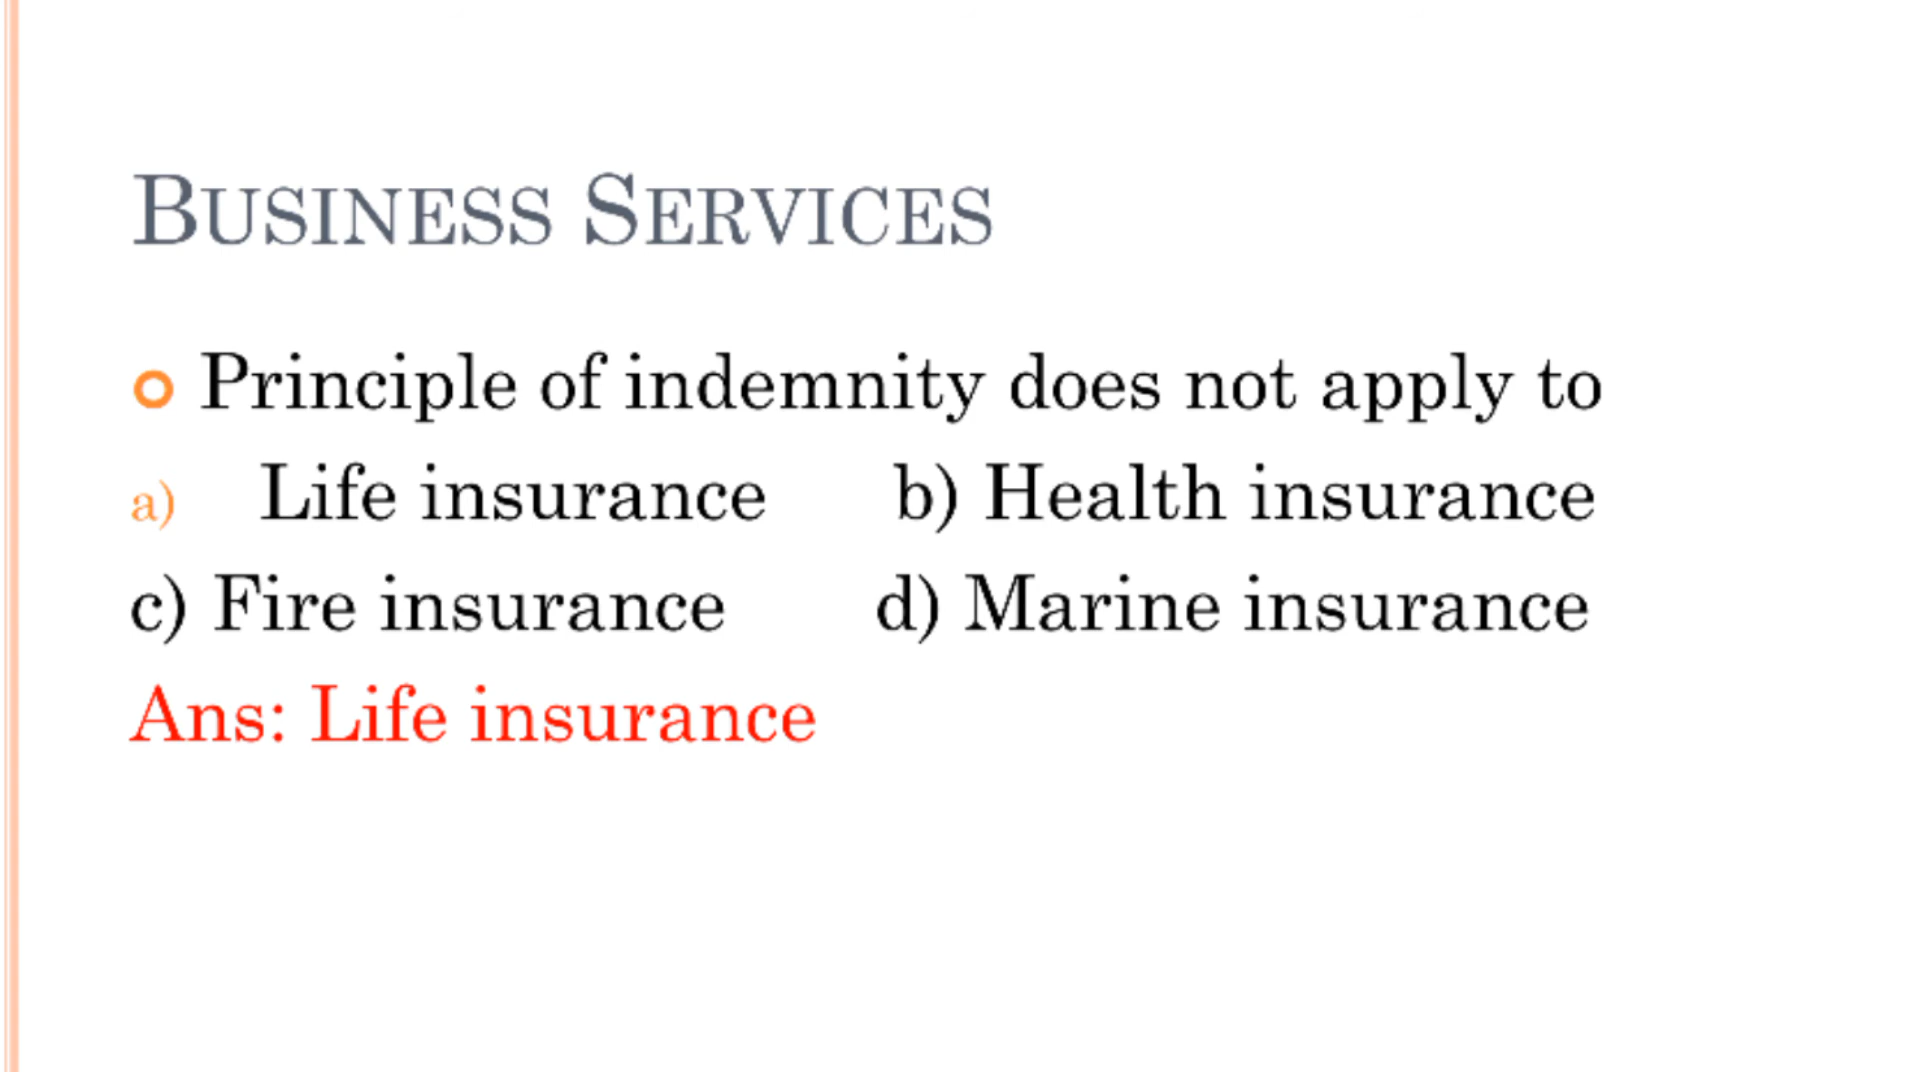 BUSINESS SERVICES
Principle of indemnity does not apply to
a) Life insurance b) Health insurance
c) Fire insurance d) Marine insurance
Ans: Life insurance